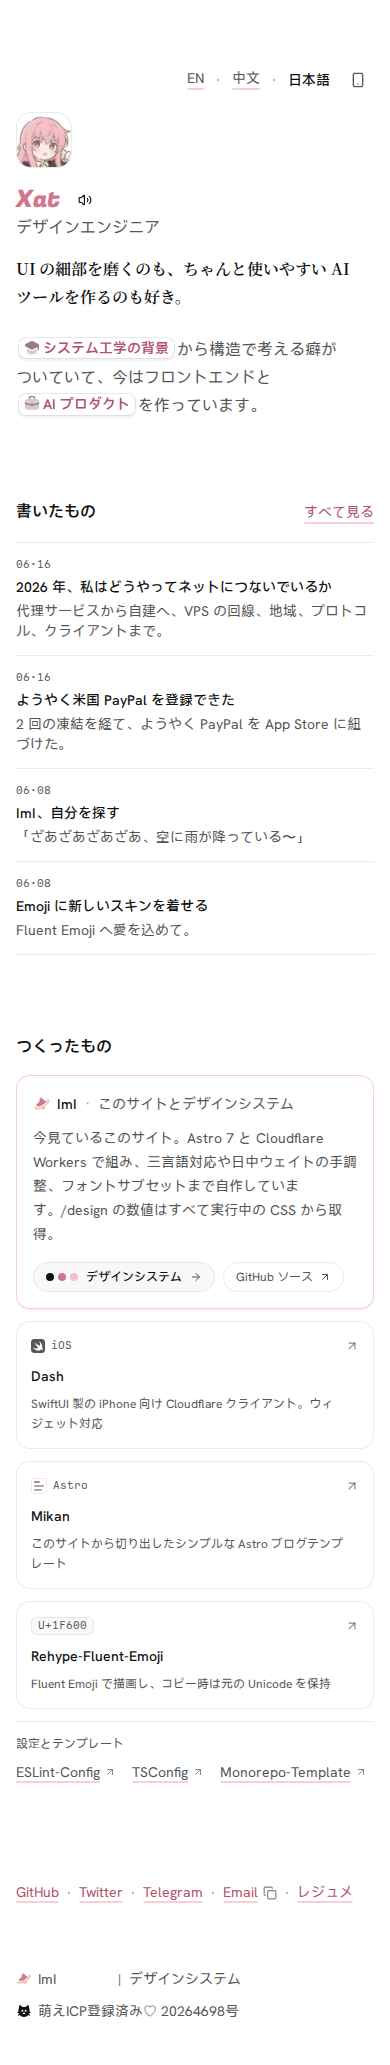 EN · 中文 · 日本語
Xat
デザインエンジニア
UI の細部を磨くのも、ちゃんと使いやすい AI
ツールを作るのも好き。
システム工学の背景 から構造で考える癖が
ついていて、今はフロントエンドと
AI プロダクト を作っています。
書いたもの すべて見る
06·16
2026 年、私はどうやってネットにつないでいるか
代理サービスから自建へ、VPS の回線、地域、プロトコ
ル、クライアントまで。
06·16
ようやく米国 PayPal を登録できた
2 回の凍結を経て、ようやく PayPal を App Store に紐
づけた。
06·08
lml、自分を探す
「ざあざあざあざあ、空に雨が降っている〜」
06·08
Emoji に新しいスキンを着せる
Fluent Emoji へ愛を込めて。
つくったもの
lml · このサイトとデザインシステム
今見ているこのサイト。Astro 7 と Cloudflare
Workers で組み、三言語対応や日中ウェイトの手調
整、フォントサブセットまで自作していま
す。/design の数値はすべて実行中の CSS から取
得。
デザインシステム → GitHub ソース ↗
iOS ↗
Dash
SwiftUI 製の iPhone 向け Cloudflare クライアント。ウィ
ジェット対応
Astro ↗
Mikan
このサイトから切り出したシンプルな Astro ブログテンプ
レート
U+1F600 ↗
Rehype-Fluent-Emoji
Fluent Emoji で描画し、コピー時は元の Unicode を保持
設定とテンプレート
ESLint-Config ↗ TSConfig ↗ Monorepo-Template ↗
GitHub · Twitter · Telegram · Email · レジュメ
lml | デザインシステム
萌えICP登録済み♡ 20264698号